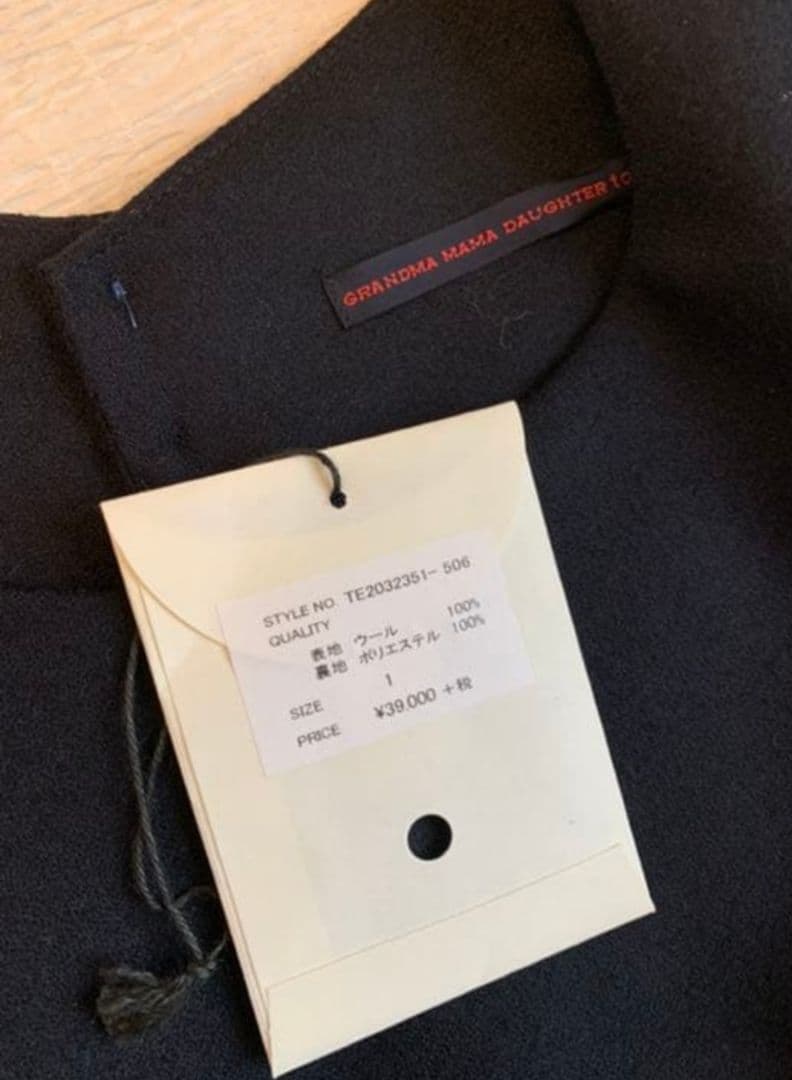 GRANDMA MAMA DAUGHTER to
STYLE NO. TE2032351-506
QUALITY
表地 ウール 100%
裏地 ポリエステル 100%
SIZE 1
PRICE ¥39.000 +税